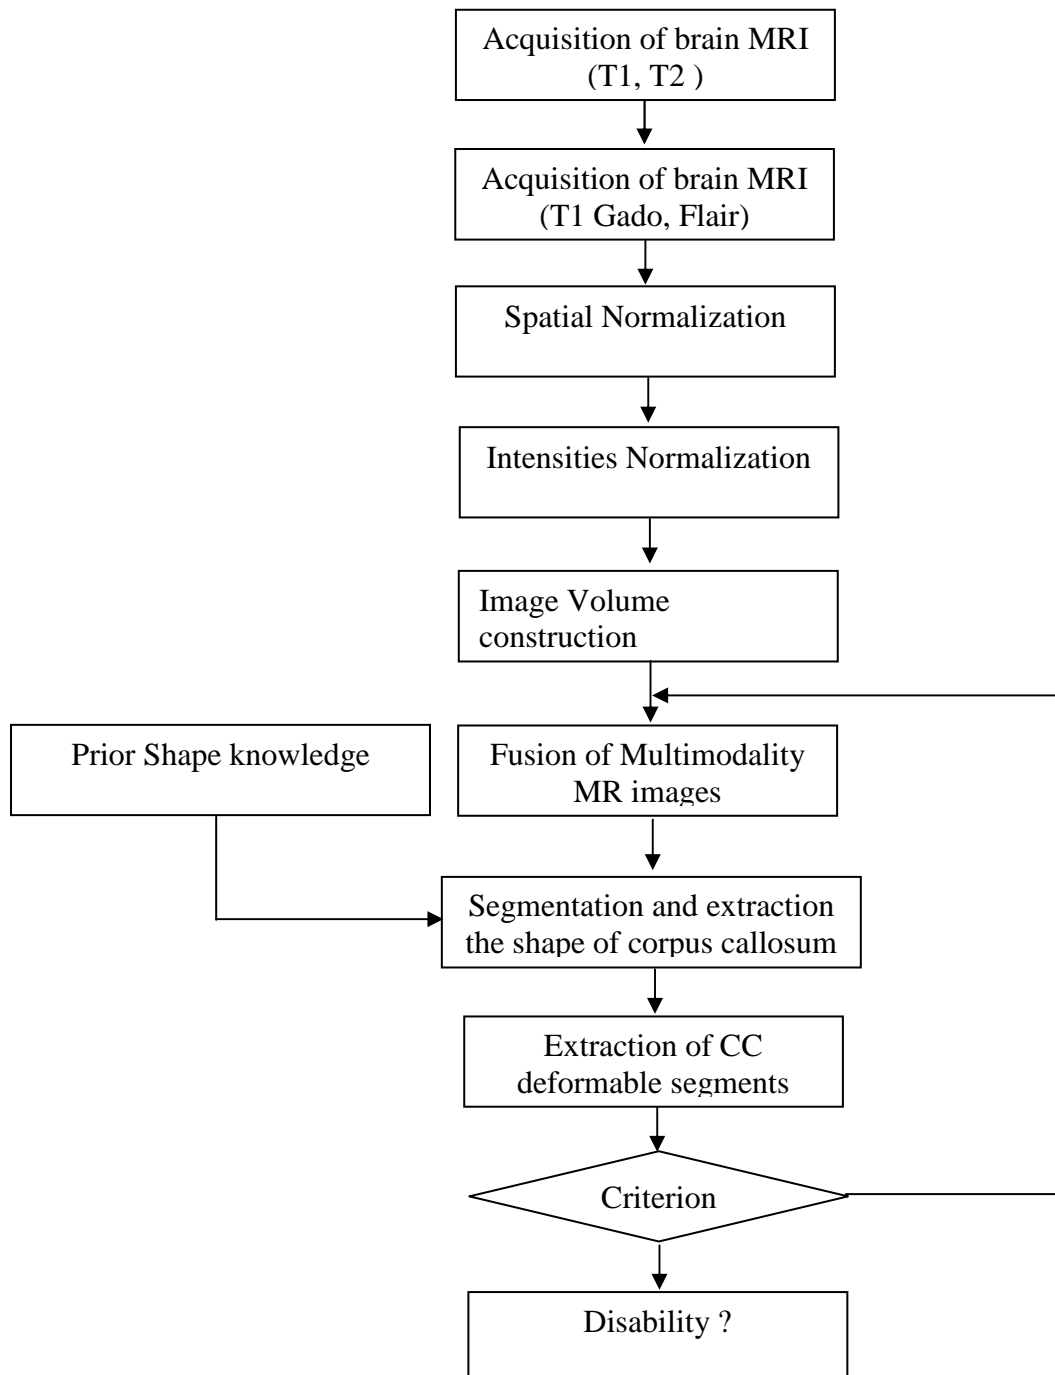 Acquisition of brain MRI
(T1, T2 )
Acquisition of brain MRI
(T1 Gado, Flair)
Spatial Normalization
Intensities Normalization
Image Volume
construction
Prior Shape knowledge
Fusion of Multimodality
MR images
Segmentation and extraction
the shape of corpus callosum
Extraction of CC
deformable segments
Criterion
Disability ?